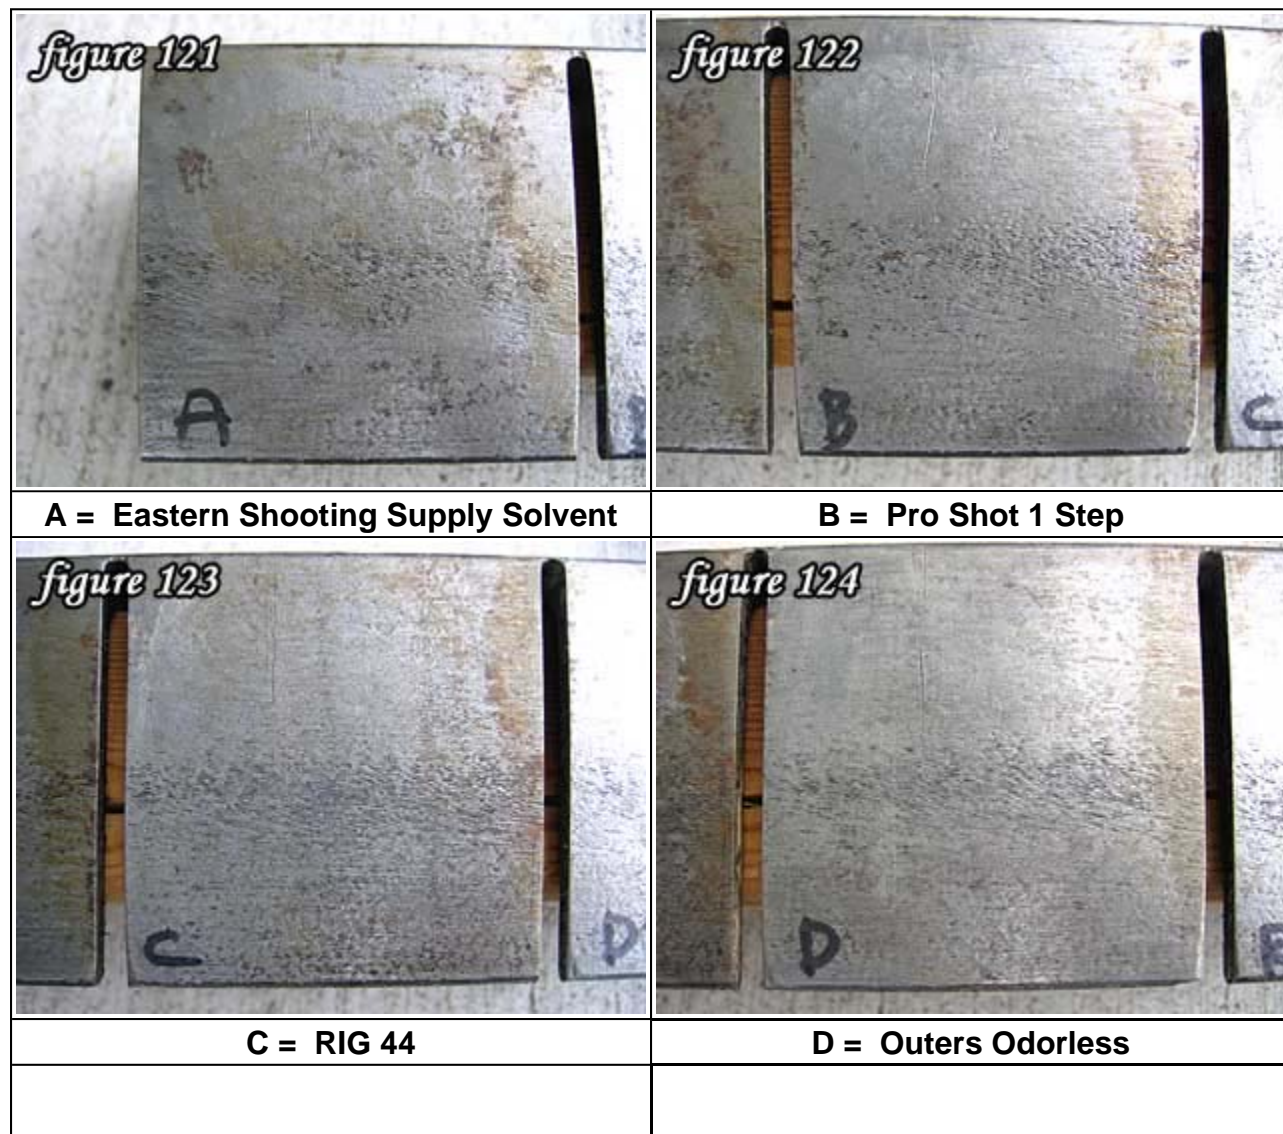 figure 121
A
figure 122
B
C
A = Eastern Shooting Supply Solvent
B = Pro Shot 1 Step
figure 123
C
D
figure 124
D
E
C = RIG 44
D = Outers Odorless